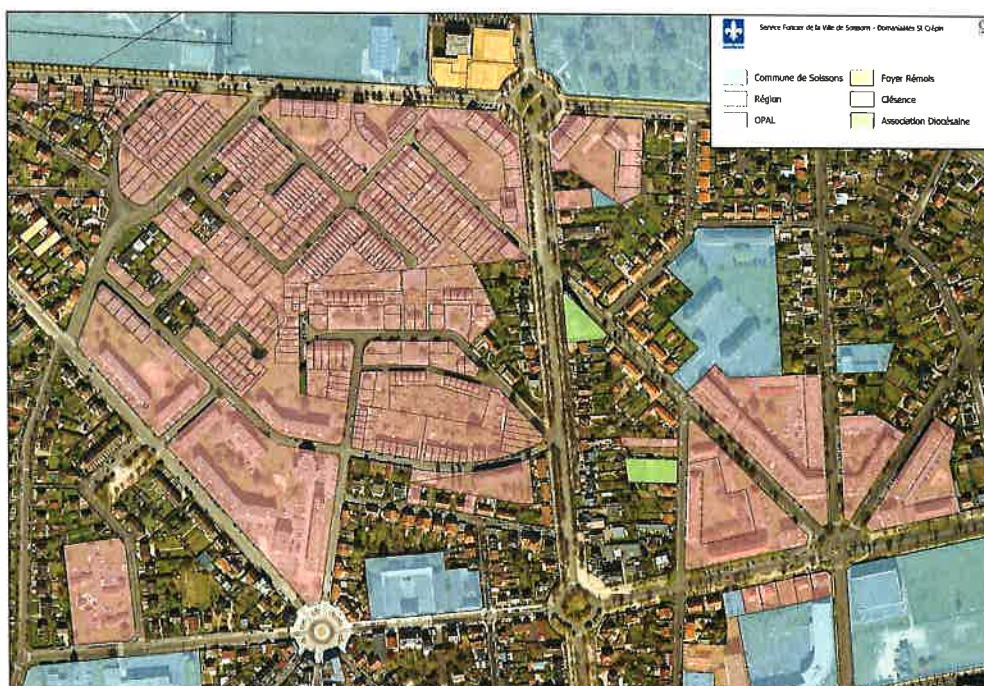 Service Foncier de la Ville de Soissons - Domanialités St Crépin
Commune de Soissons
Foyer Rémois
Région
Clésence
OPAL
Association Diocésaine